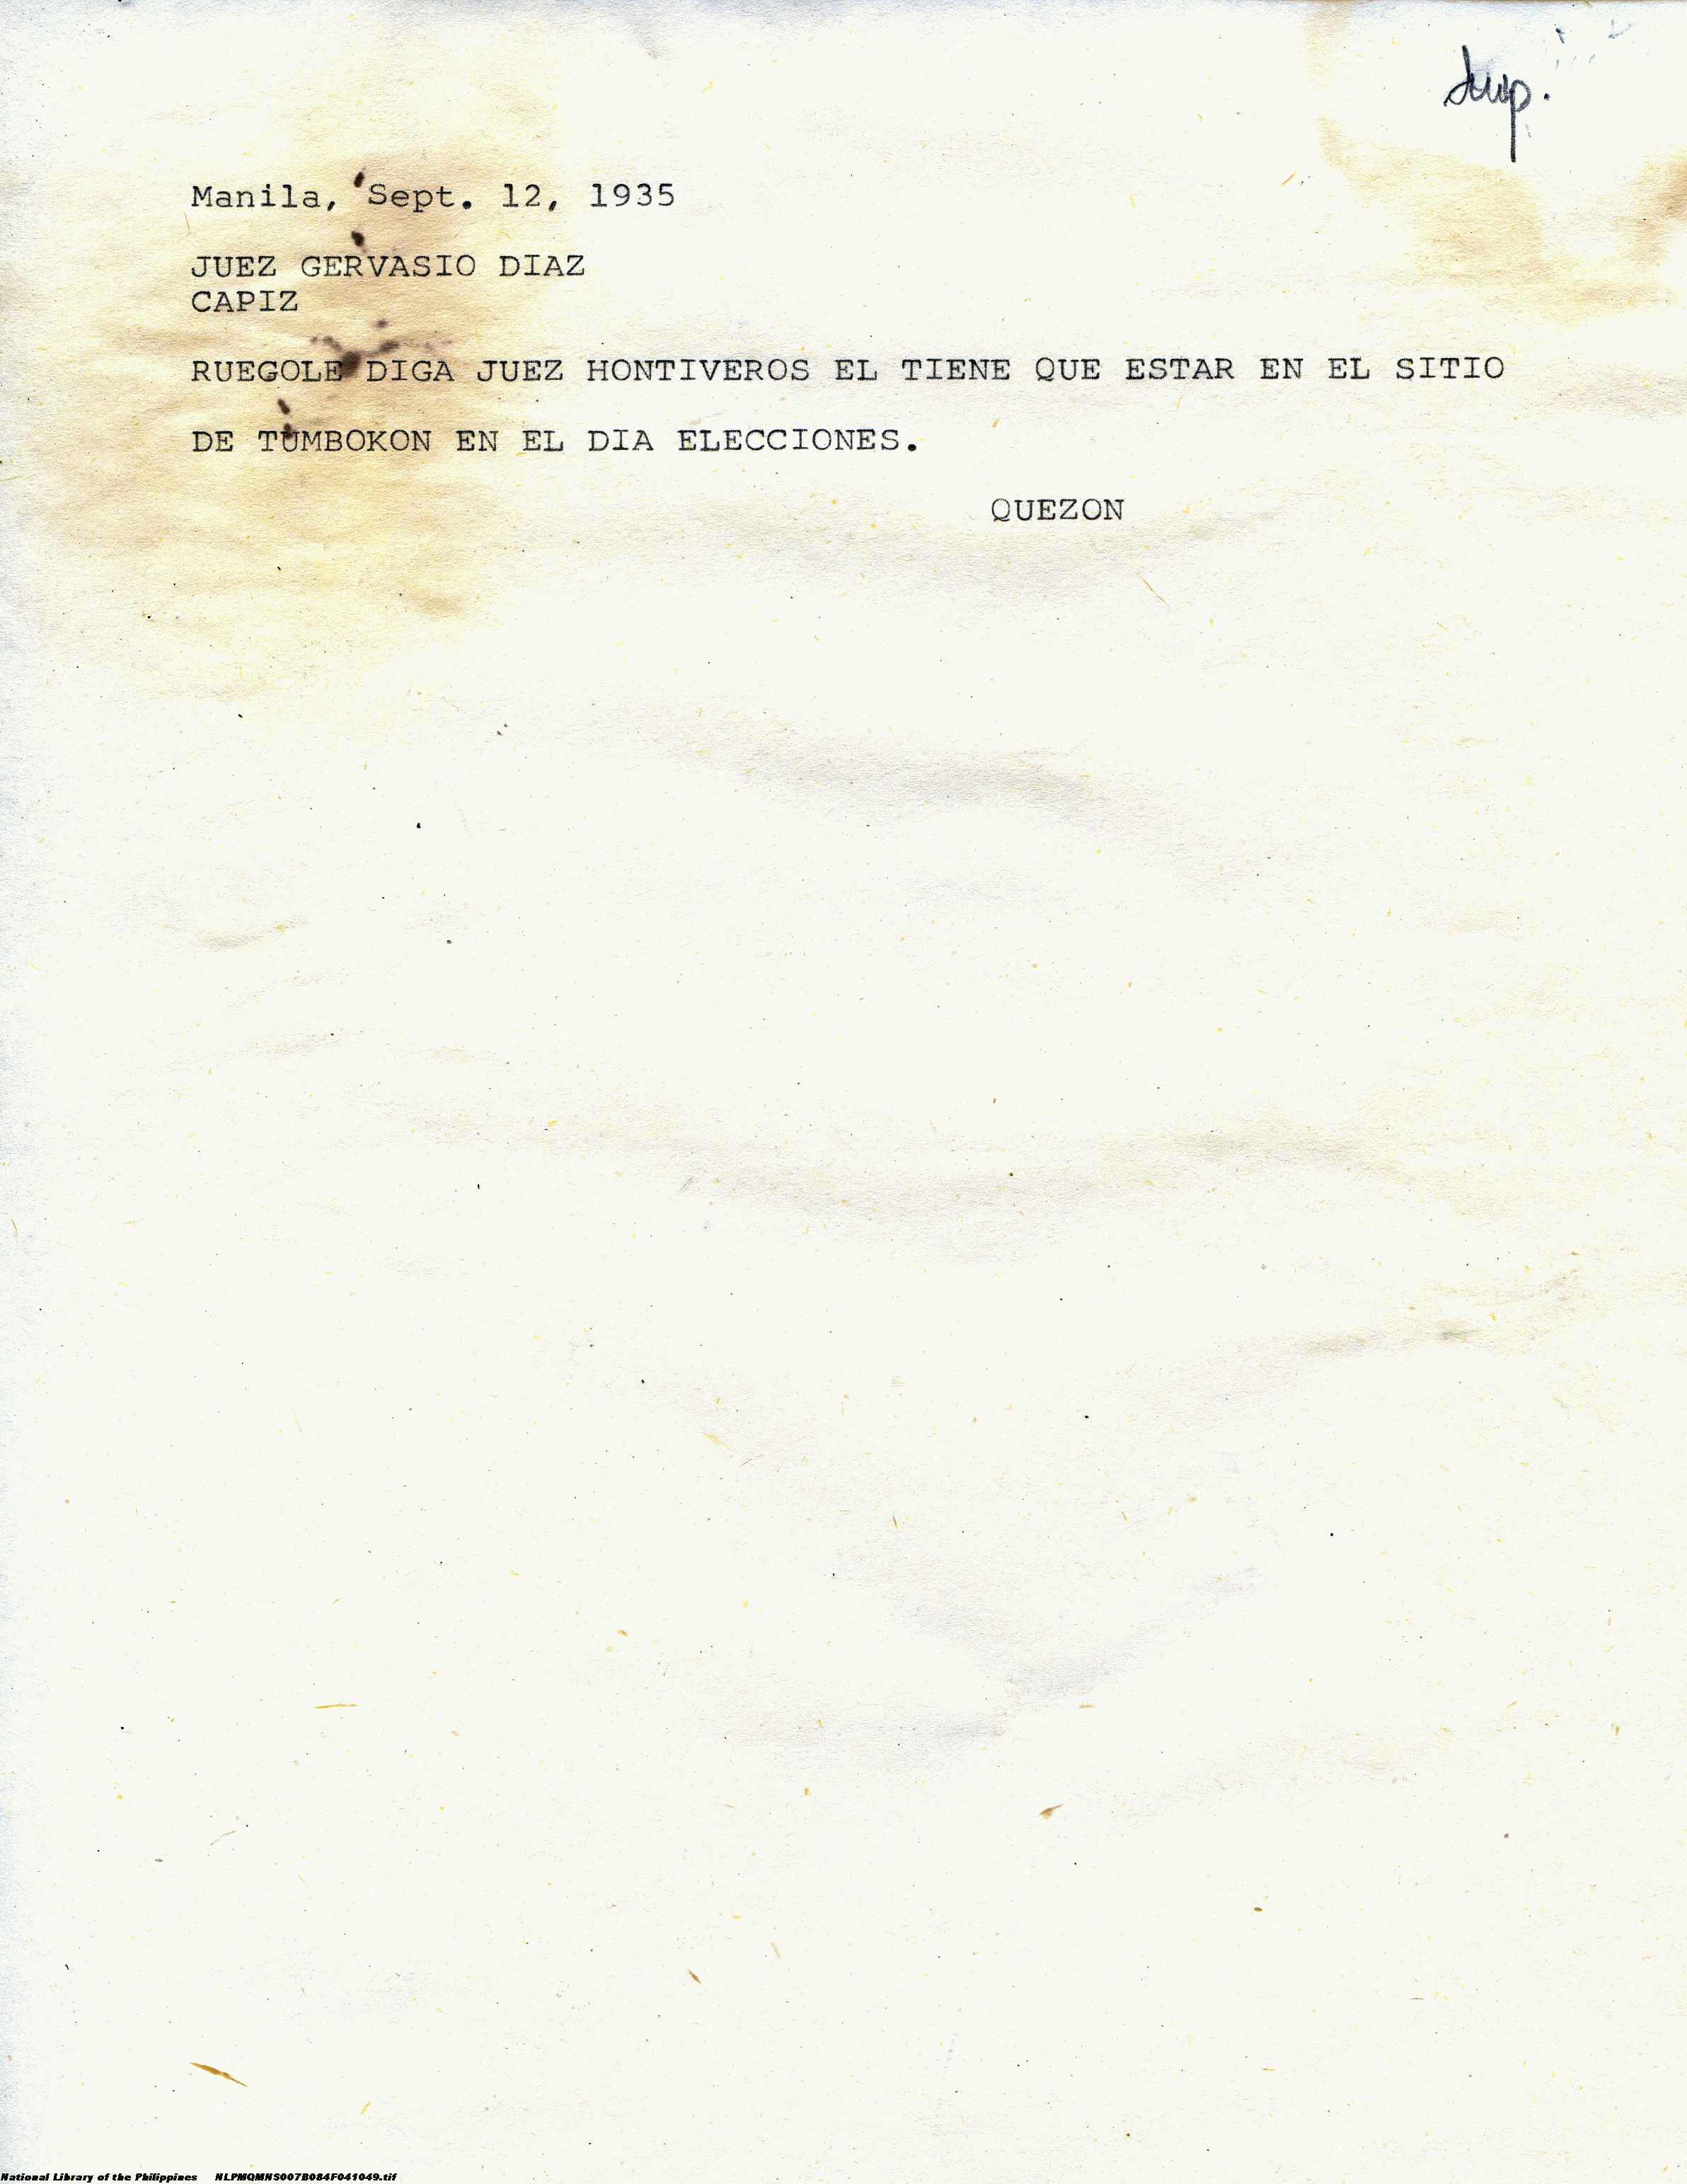 dup.
Manila, Sept. 12, 1935
JUEZ GERVASIO DIAZ
CAPIZ
RUEGOLE DIGA JUEZ HONTIVEROS EL TIENE QUE ESTAR EN EL SITIO
DE TUMBOKON EN EL DIA ELECCIONES.
QUEZON
National Library of the Philippines NLPMQMNS007B084F041049.tif